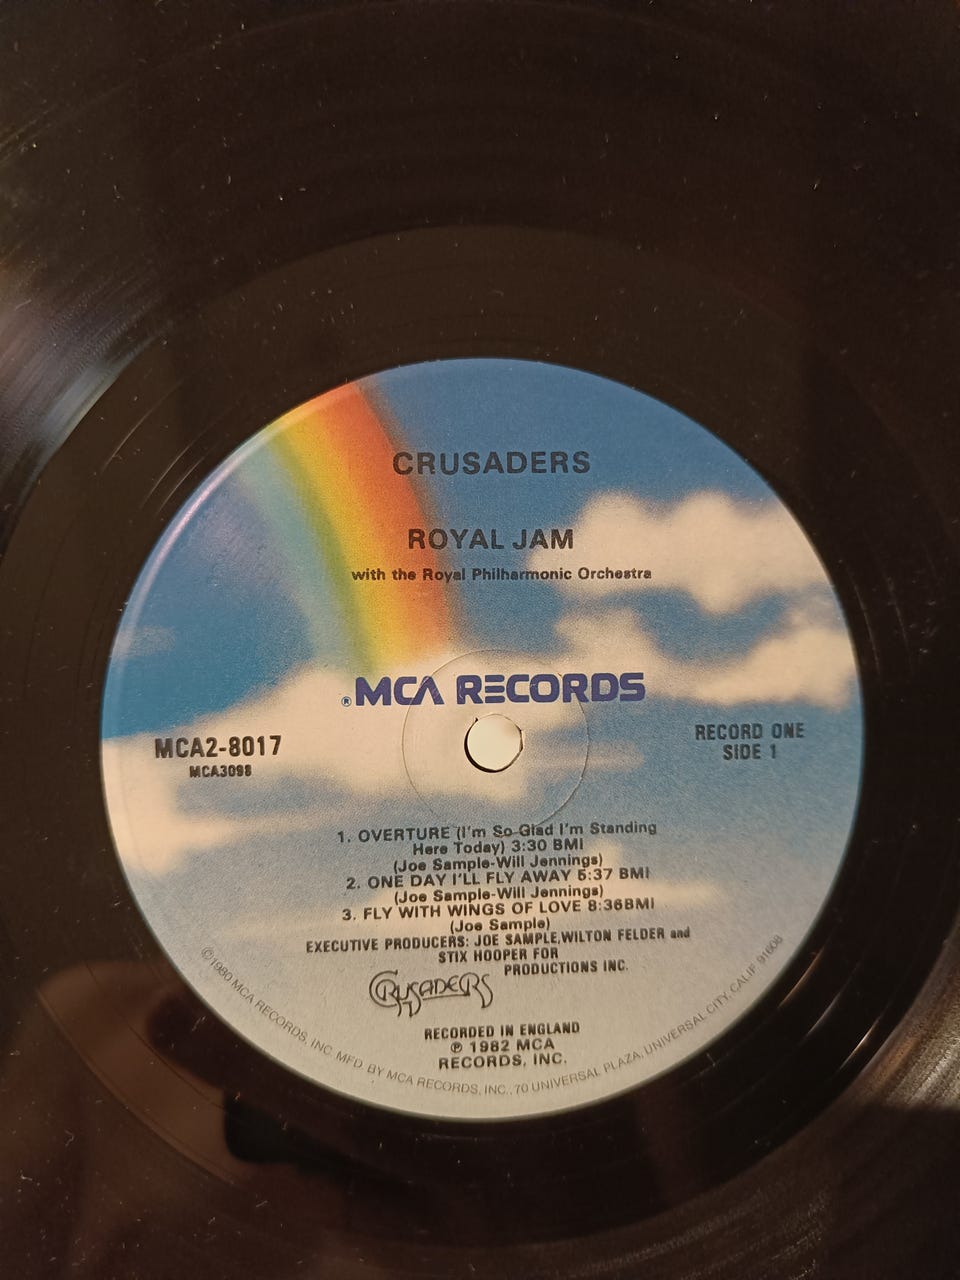 CRUSADERS
ROYAL JAM
with the Royal Philharmonic Orchestra
®MCA RECORDS
MCA2-8017
MCA3098
RECORD ONE
SIDE 1
1. OVERTURE (I'm So Glad I'm Standing
Here Today) 3:30 BMI
(Joe Sample-Will Jennings)
2. ONE DAY I'LL FLY AWAY 5:37 BMI
(Joe Sample-Will Jennings)
3. FLY WITH WINGS OF LOVE 8:36BMI
(Joe Sample)
EXECUTIVE PRODUCERS: JOE SAMPLE,WILTON FELDER and
STIX HOOPER FOR
CRUSADERS PRODUCTIONS INC.
RECORDED IN ENGLAND
℗ 1982 MCA
RECORDS, INC.
©1980 MCA RECORDS, INC. MFD. BY MCA RECORDS, INC., 70 UNIVERSAL PLAZA, UNIVERSAL CITY, CALIF. 91608